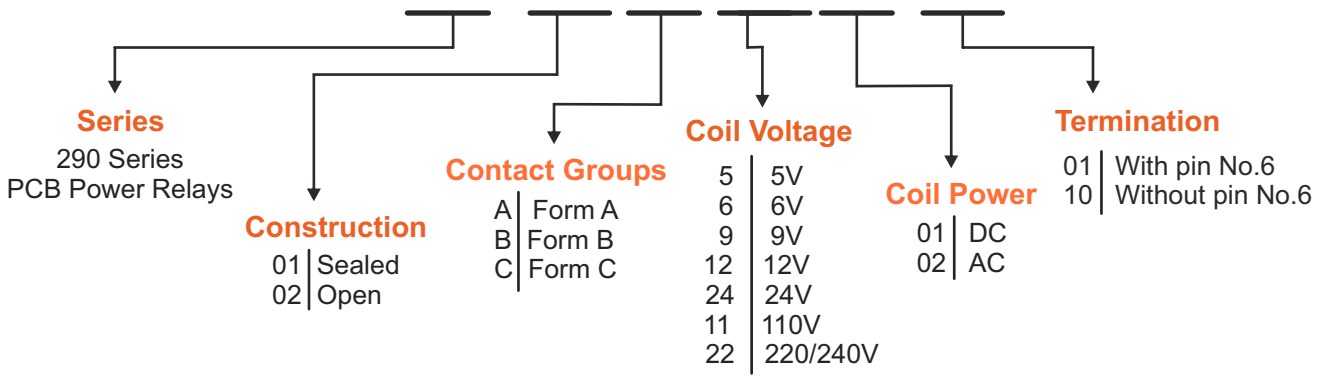 Series
290 Series
PCB Power Relays
Construction
01 Sealed
02 Open
Contact Groups
A Form A
B Form B
C Form C
Coil Voltage
5 5V
6 6V
9 9V
12 12V
24 24V
11 110V
22 220/240V
Coil Power
01 DC
02 AC
Termination
01 With pin No.6
10 Without pin No.6